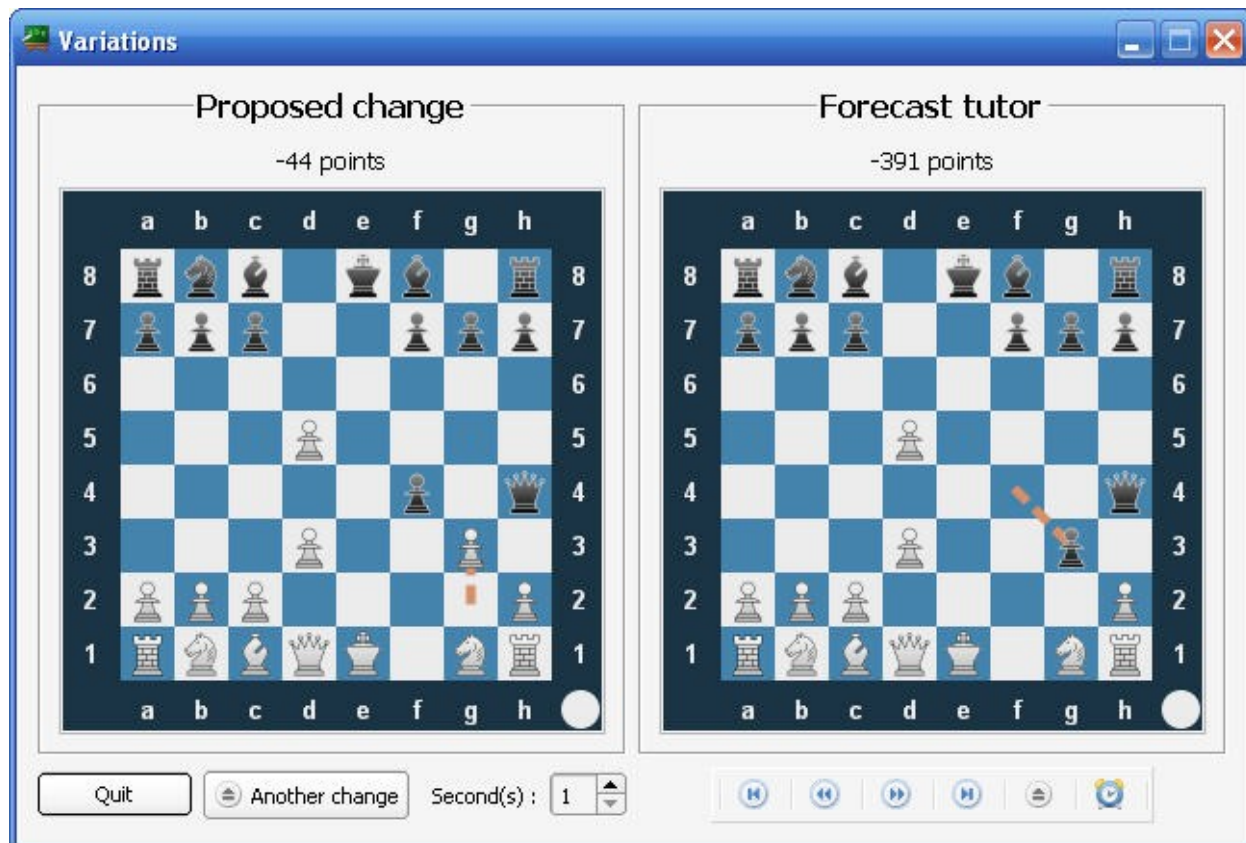 Variations
Proposed change
-44 points
a b c d e f g h
8 8
7 7
6 6
5 5
4 4
3 3
2 2
1 1
a b c d e f g h
Forecast tutor
-391 points
a b c d e f g h
8 8
7 7
6 6
5 5
4 4
3 3
2 2
1 1
a b c d e f g h
Quit Another change Second(s) : 1